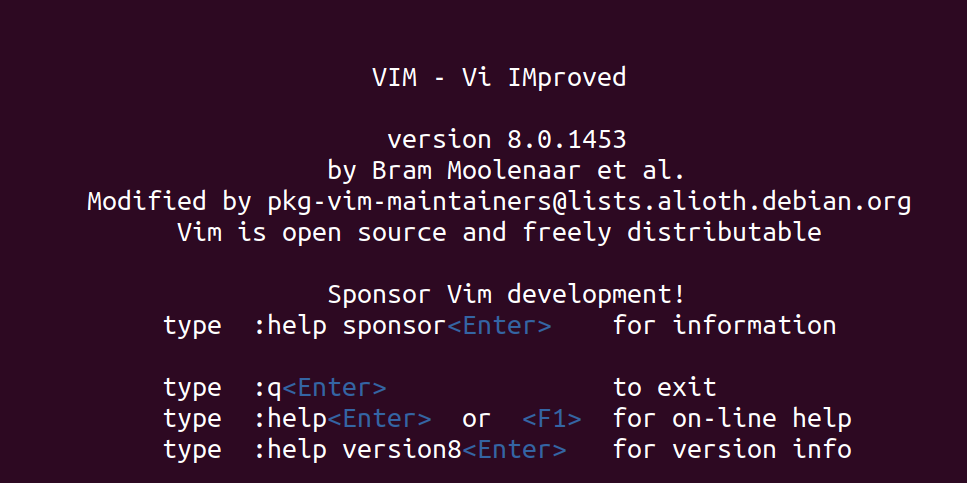 VIM - Vi IMproved
version 8.0.1453
by Bram Moolenaar et al.
Modified by pkg-vim-maintainers@lists.alioth.debian.org
Vim is open source and freely distributable
Sponsor Vim development!
type :help sponsor<Enter> for information
type :q<Enter> to exit
type :help<Enter> or <F1> for on-line help
type :help version8<Enter> for version info